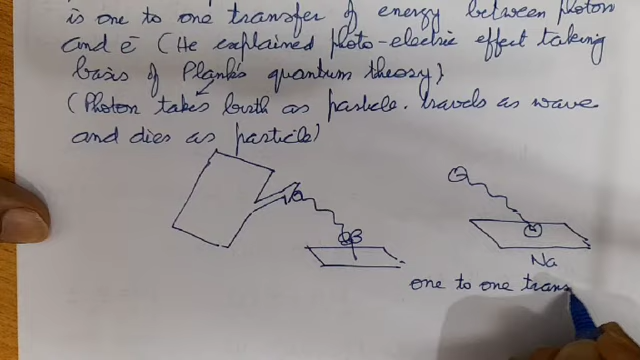 is one to one transfer of energy between photon
and e̅ (He explained photo-electric effect taking
basis of Plank's quantum theory)
(Photon takes birth as particle. travels as wave
and dies as particle)
Na
one to one trans